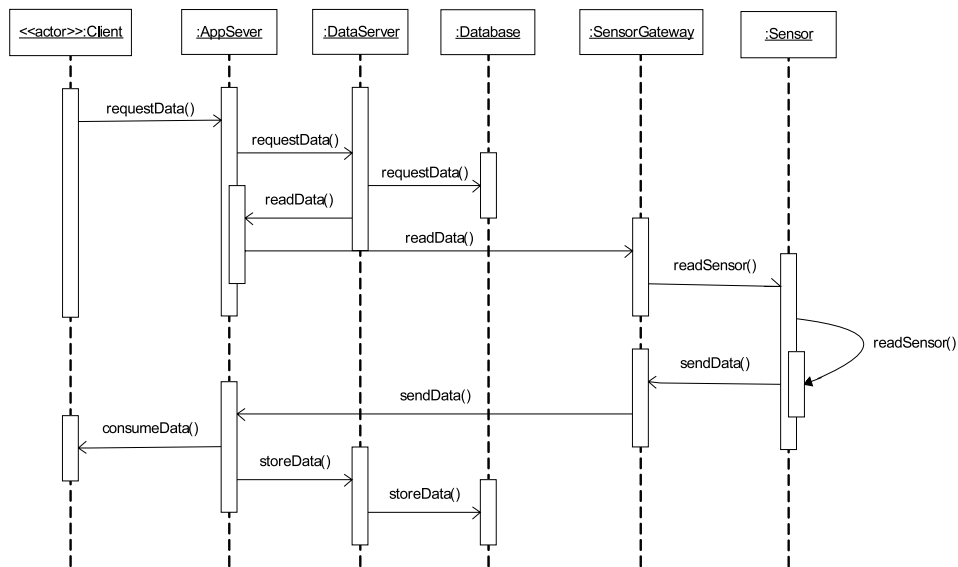 <<actor>>:Client
:AppSever
:DataServer
:Database
:SensorGateway
:Sensor
requestData()
requestData()
requestData()
readData()
readData()
readSensor()
readSensor()
sendData()
sendData()
consumeData()
storeData()
storeData()